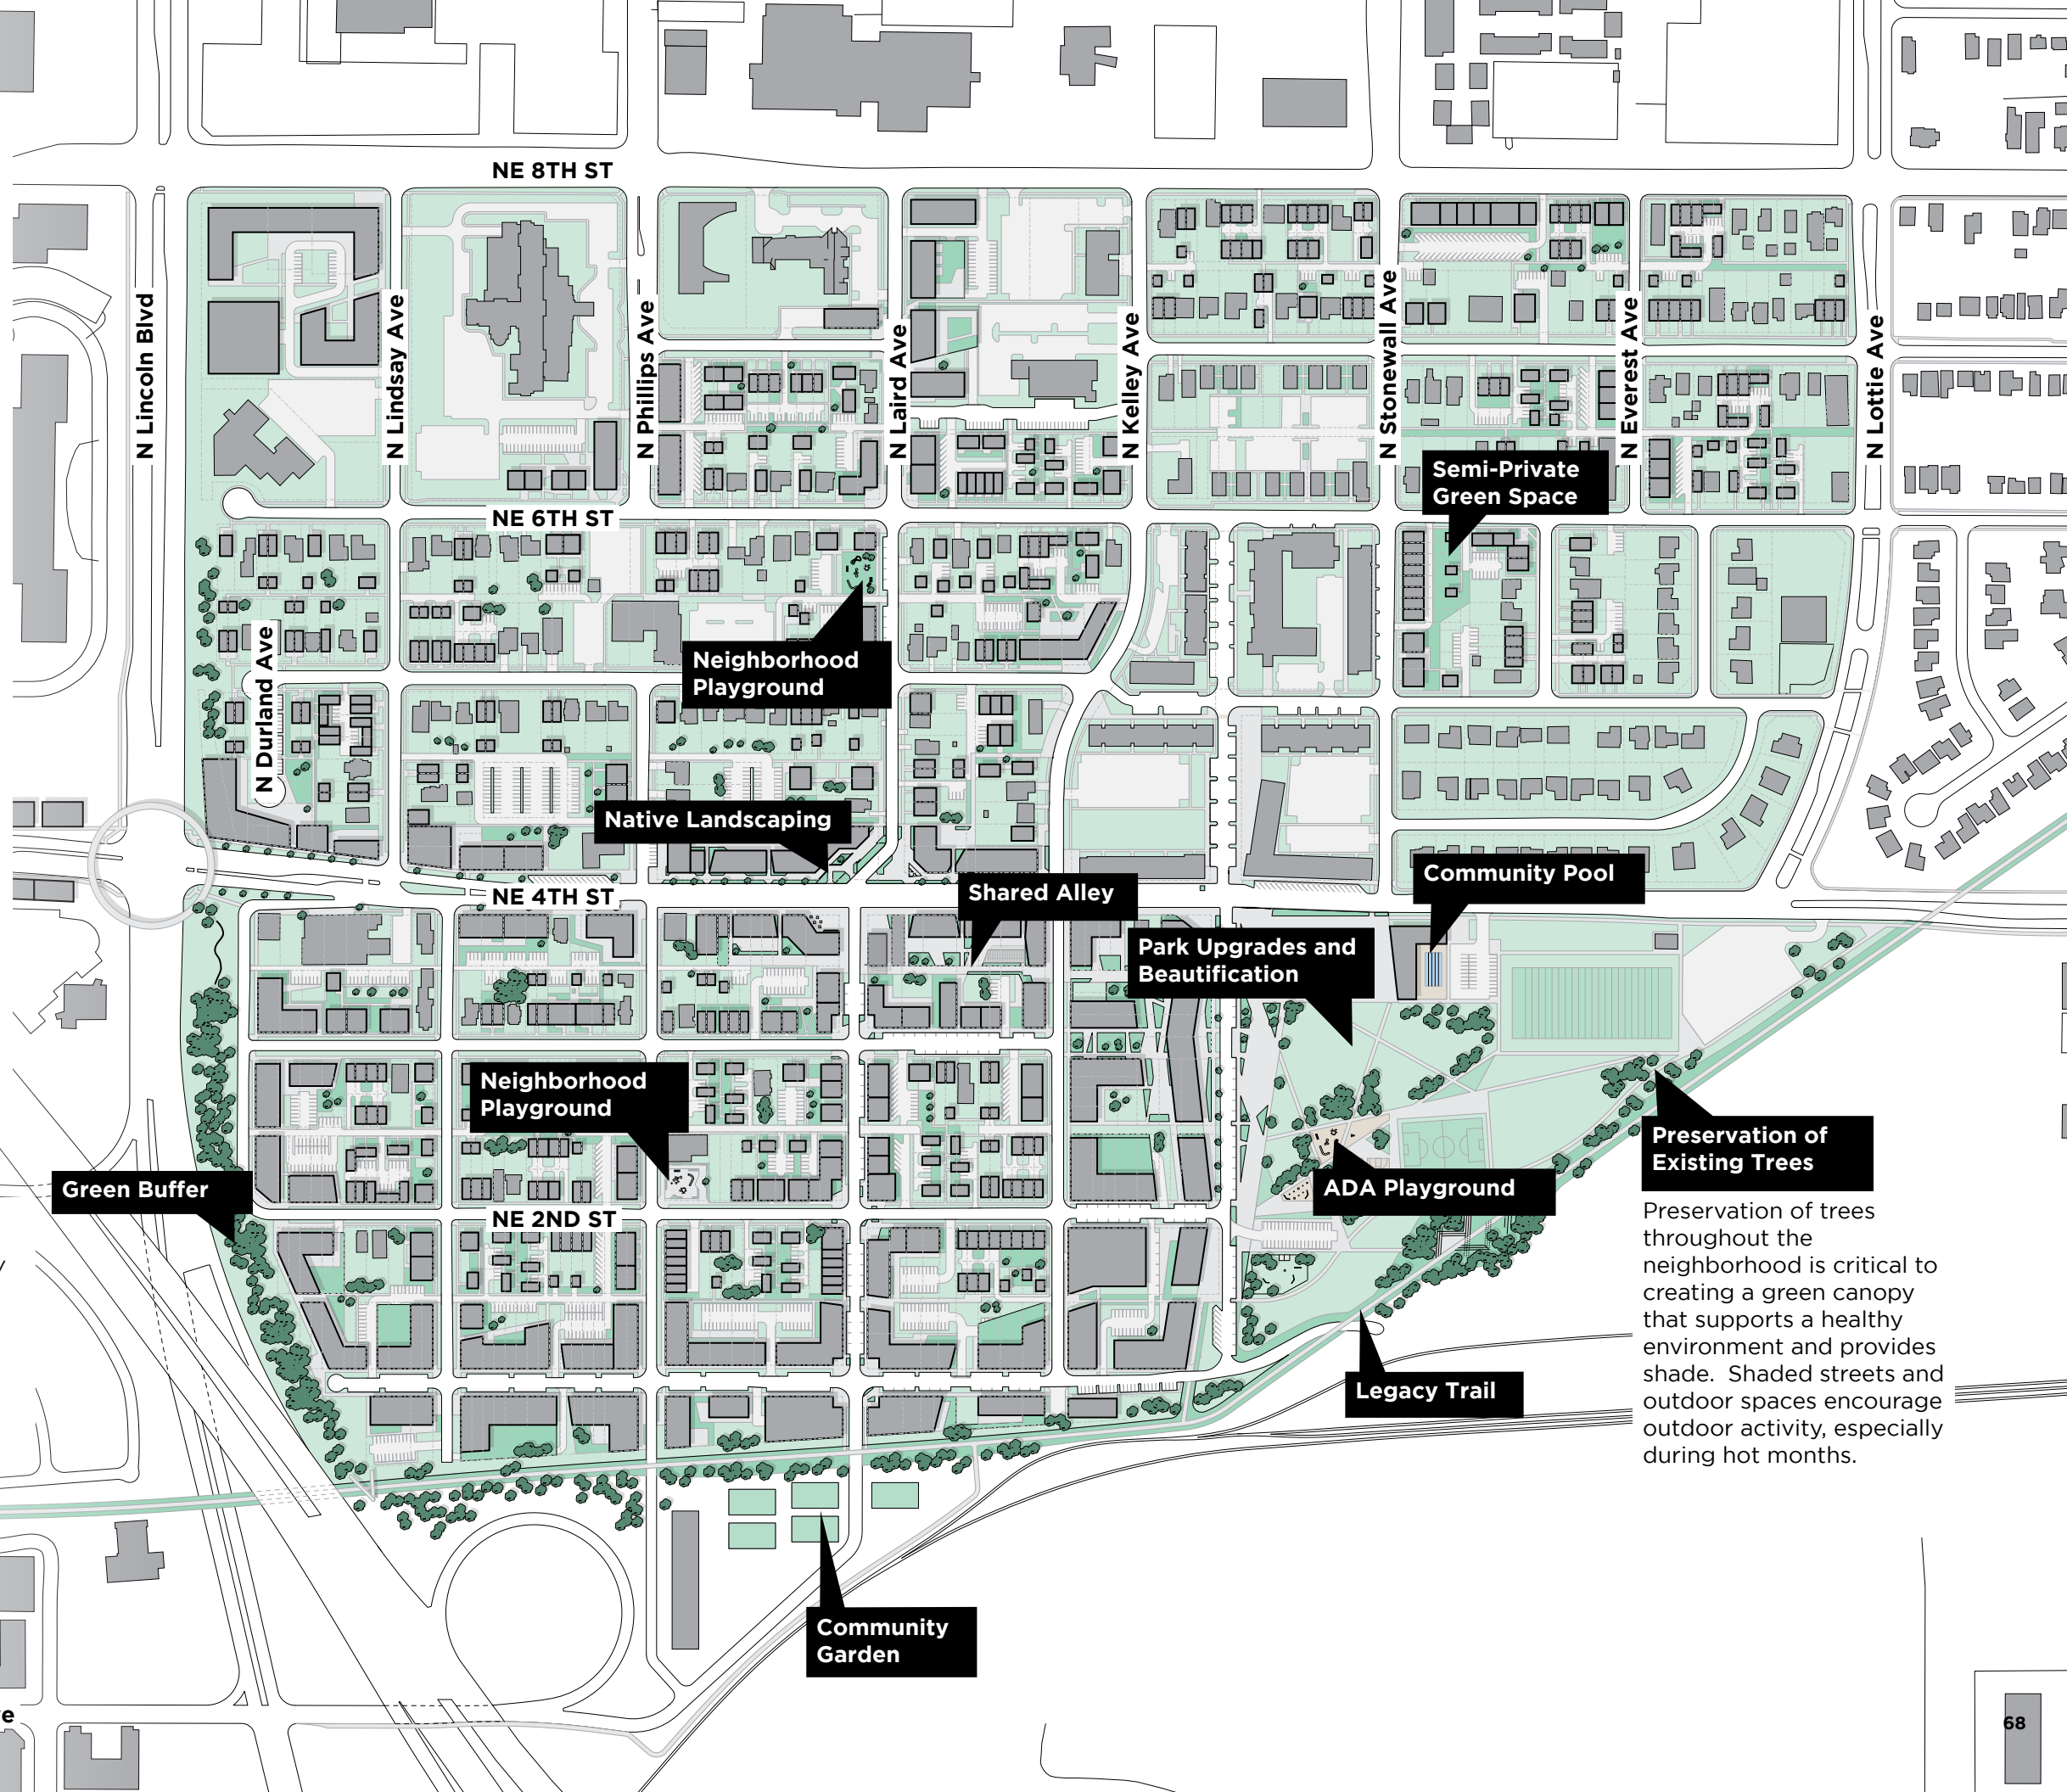 NE 8TH ST
N Lincoln Blvd
N Lindsay Ave
N Phillips Ave
N Laird Ave
N Kelley Ave
N Stonewall Ave
N Everest Ave
N Lottie Ave
Semi-Private
Green Space
NE 6TH ST
N Durland Ave
Neighborhood
Playground
Native Landscaping
Community Pool
NE 4TH ST
Shared Alley
Park Upgrades and
Beautification
Neighborhood
Playground
Preservation of
Existing Trees
Green Buffer
ADA Playground
NE 2ND ST
Preservation of trees
throughout the
neighborhood is critical to
creating a green canopy
that supports a healthy
environment and provides
shade.  Shaded streets and
outdoor spaces encourage
outdoor activity, especially
during hot months.
Legacy Trail
Community
Garden
68